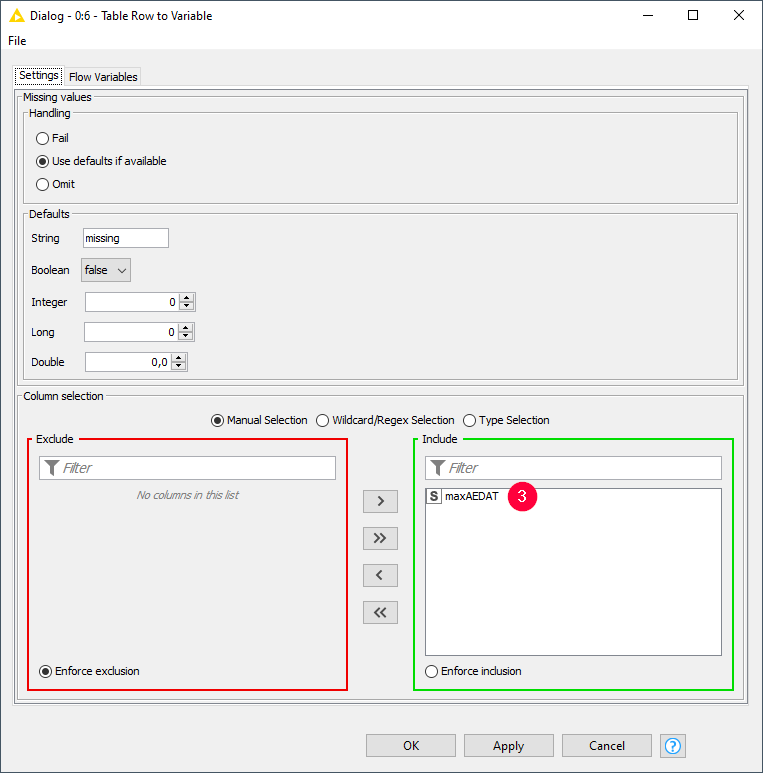 Dialog - 0:6 - Table Row to Variable
File
Settings Flow Variables
Missing values
Handling
Fail
Use defaults if available
Omit
Defaults
String missing
Boolean false
Integer 0
Long 0
Double 0,0
Column selection
Manual Selection Wildcard/Regex Selection Type Selection
Exclude
Filter
No columns in this list
Enforce exclusion
>
»
<
«
Include
Filter
S maxAEDAT 3
Enforce inclusion
OK Apply Cancel ?